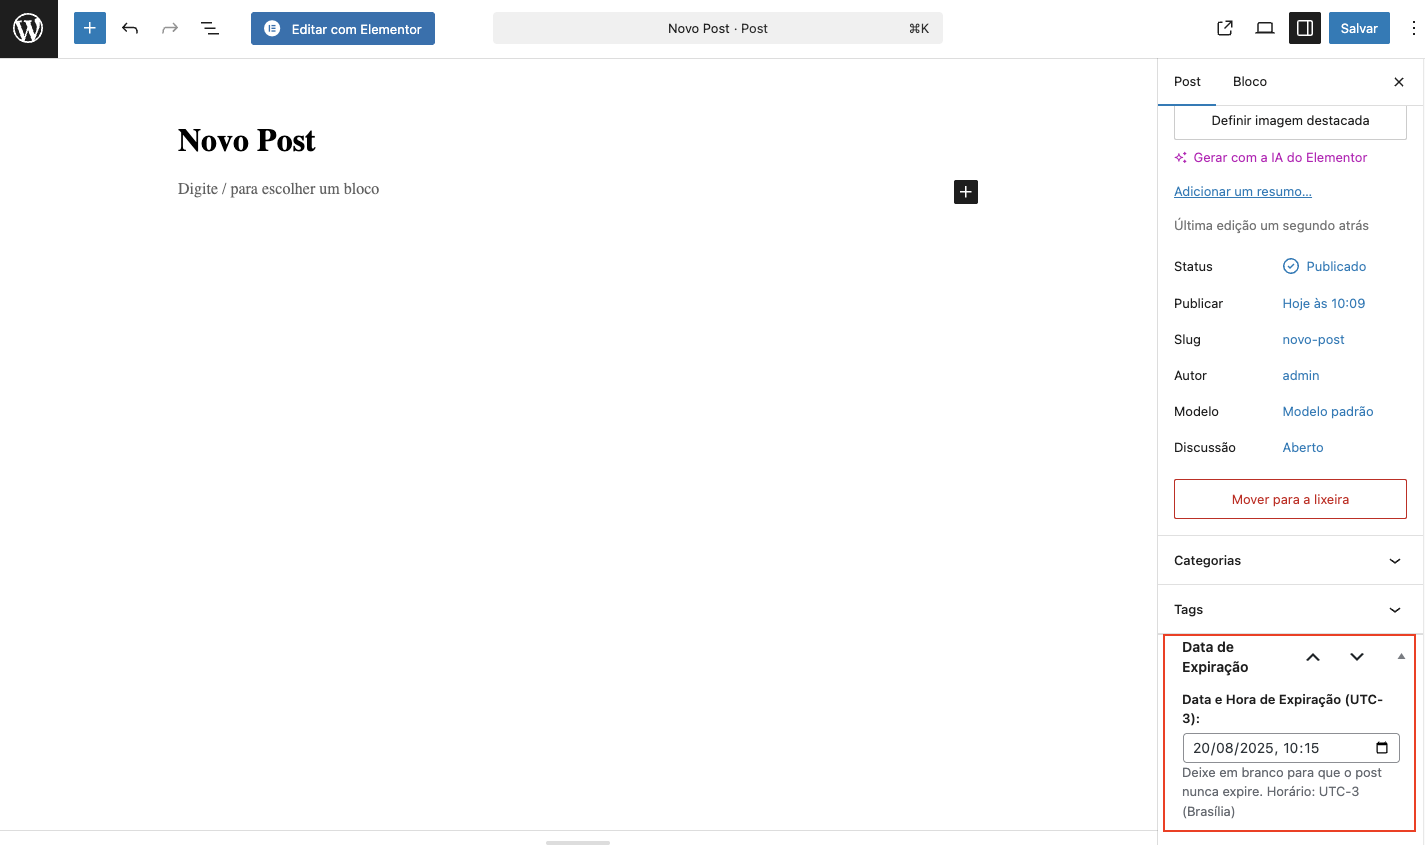 Editar com Elementor
Novo Post · Post
⌘K
Salvar
Post
Bloco
Novo Post
Digite / para escolher um bloco
Definir imagem destacada
Gerar com a IA do Elementor
Adicionar um resumo...
Última edição um segundo atrás
Status
Publicado
Publicar
Hoje às 10:09
Slug
novo-post
Autor
admin
Modelo
Modelo padrão
Discussão
Aberto
Mover para a lixeira
Categorias
Tags
Data de
Expiração
Data e Hora de Expiração (UTC-
3):
20/08/2025, 10:15
Deixe em branco para que o post
nunca expire. Horário: UTC-3
(Brasília)